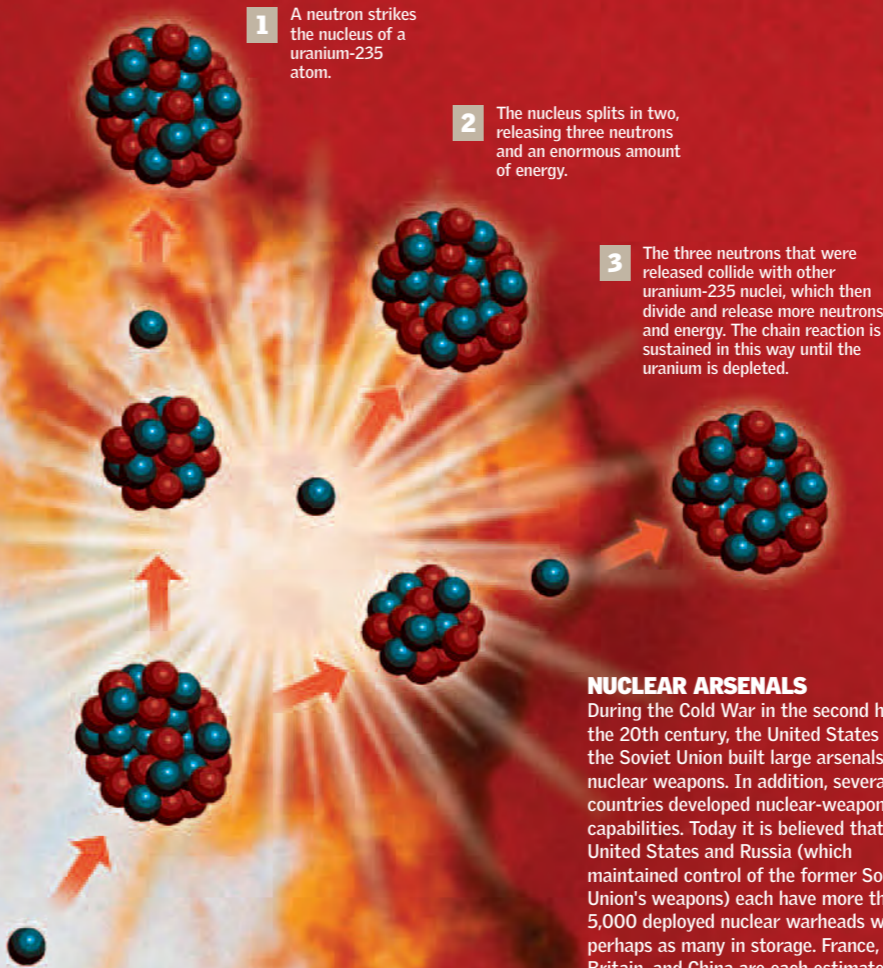 1
A neutron strikes
the nucleus of a
uranium-235
atom.
2
The nucleus splits in two,
releasing three neutrons
and an enormous amount
of energy.
3
The three neutrons that were
released collide with other
uranium-235 nuclei, which then
divide and release more neutrons
and energy. The chain reaction is
sustained in this way until the
uranium is depleted.
NUCLEAR ARSENALS
During the Cold War in the second
the 20th century, the United States
the Soviet Union built large arsenals
nuclear weapons. In addition,
countries developed
capabilities. Today it is believed that
United States and Russia (which
maintained control of the former
Union's weapons) each have more
5,000 deployed nuclear warheads
perhaps as many in storage. France,
Britain, and China are each